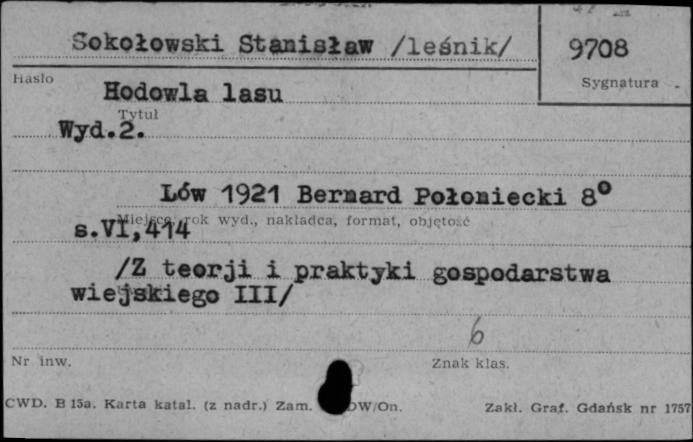 Sokołowski Stanisław /leśnik/
9708
Hasło
Sygnatura
Hodowla lasu
Tytuł
Wyd.2.
Lów 1921 Bernard Połoniecki 8°
Miejsce, rok wyd., nakładca, format, objętość
s.VI,414
/Z teorji i praktyki gospodarstwa
wiejskiego III/
6
Nr inw.
Znak klas.
CWD. B 15a. Karta katal. (z nadr.) Zam. DW/On.
Zakł. Graf. Gdańsk nr 1757